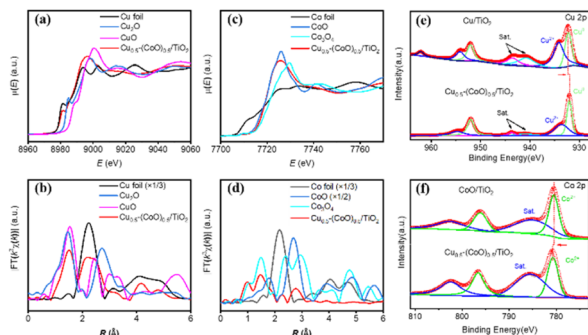 (a)
Cu foil
Cu₂O
CuO
Cu₀.₅-(CoO)₀.₅/TiO₂
μ(E) (a.u.)
8960 8980 9000 9020 9040 9060
E (eV)
(c)
Co foil
CoO
Co₃O₄
Cu₀.₅-(CoO)₀.₅/TiO₂
μ(E) (a.u.)
7700 7720 7740 7760
E (eV)
(e)
Cu/TiO₂
Cu 2p
Sat.
Cu²⁺
Cu₀.₅-(CoO)₀.₅/TiO₂
Sat.
Cu²⁺
Intensity(a.u.)
960 950 940 930
Binding Energy(eV)
(b)
Cu foil (×1/3)
Cu₂O
CuO
Cu₀.₅-(CoO)₀.₅/TiO₂
FT(k³χ(k)) (a.u.)
0 1 2 3 4 5 6
R (Å)
(d)
Co foil (×1/3)
CoO (×1/2)
Co₃O₄
Cu₀.₅-(CoO)₀.₅/TiO₂
FT(k³χ(k)) (a.u.)
0 1 2 3 4 5 6
R (Å)
(f)
CoO/TiO₂
Co 2p
Sat.
Co²⁺
Cu₀.₅-(CoO)₀.₅/TiO₂
Sat.
Co²⁺
Intensity(a.u.)
810 800 790 780
Binding Energy(eV)